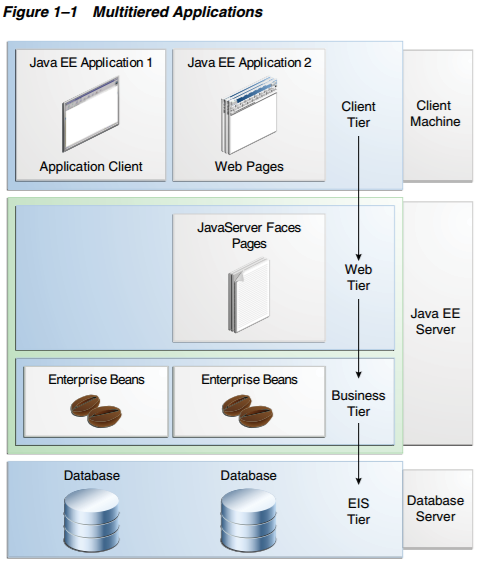 Figure 1–1 Multitiered Applications
Java EE Application 1
Java EE Application 2
Application Client
Web Pages
Client
Tier
Client
Machine
JavaServer Faces
Pages
Web
Tier
Java EE
Server
Enterprise Beans
Enterprise Beans
Business
Tier
Database
Database
EIS
Tier
Database
Server